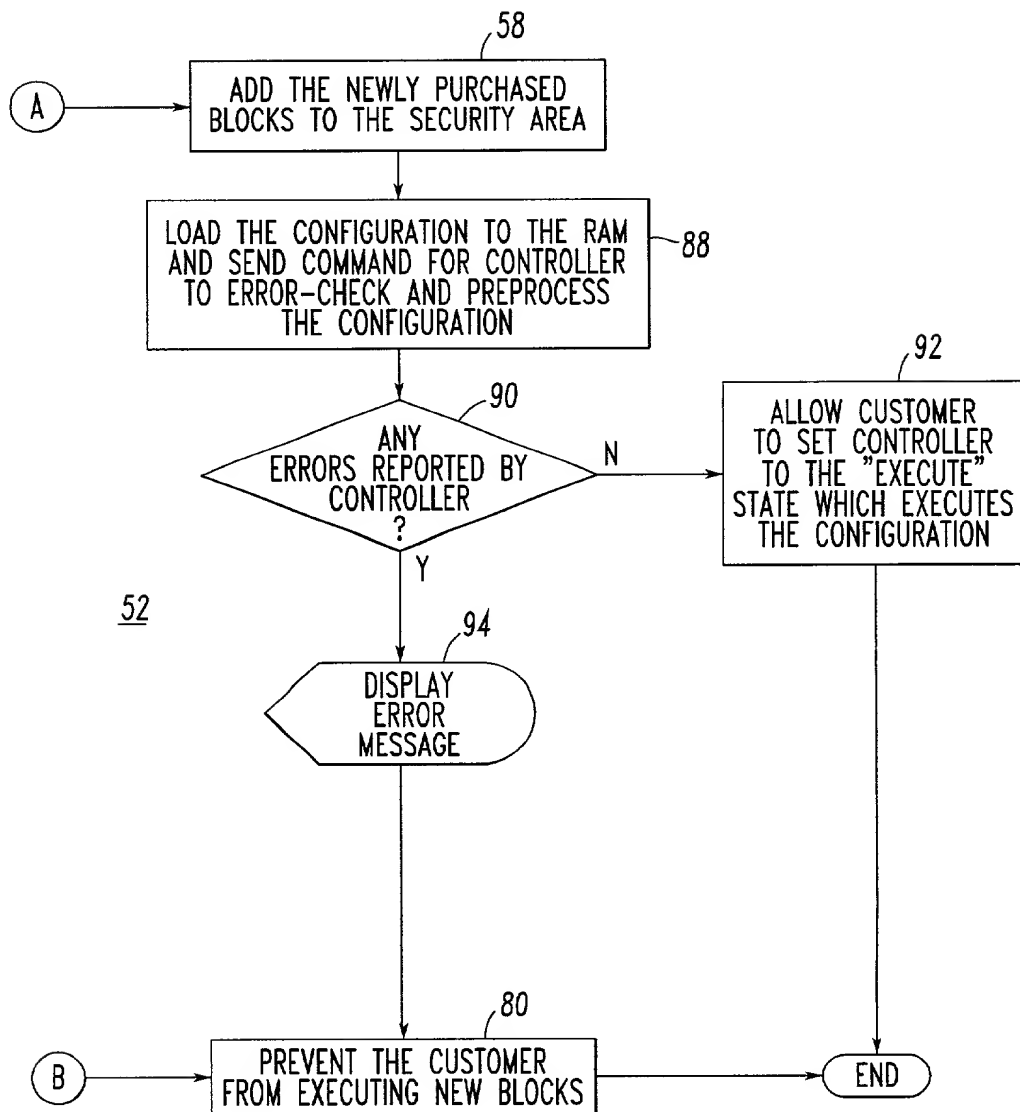 58
A
ADD THE NEWLY PURCHASED
BLOCKS TO THE SECURITY AREA
LOAD THE CONFIGURATION TO THE RAM
AND SEND COMMAND FOR CONTROLLER
TO ERROR-CHECK AND PREPROCESS
THE CONFIGURATION
88
90
ANY
ERRORS REPORTED BY
CONTROLLER
?
N
Y
92
ALLOW CUSTOMER
TO SET CONTROLLER
TO THE "EXECUTE"
STATE WHICH EXECUTES
THE CONFIGURATION
52
94
DISPLAY
ERROR
MESSAGE
80
B
PREVENT THE CUSTOMER
FROM EXECUTING NEW BLOCKS
END